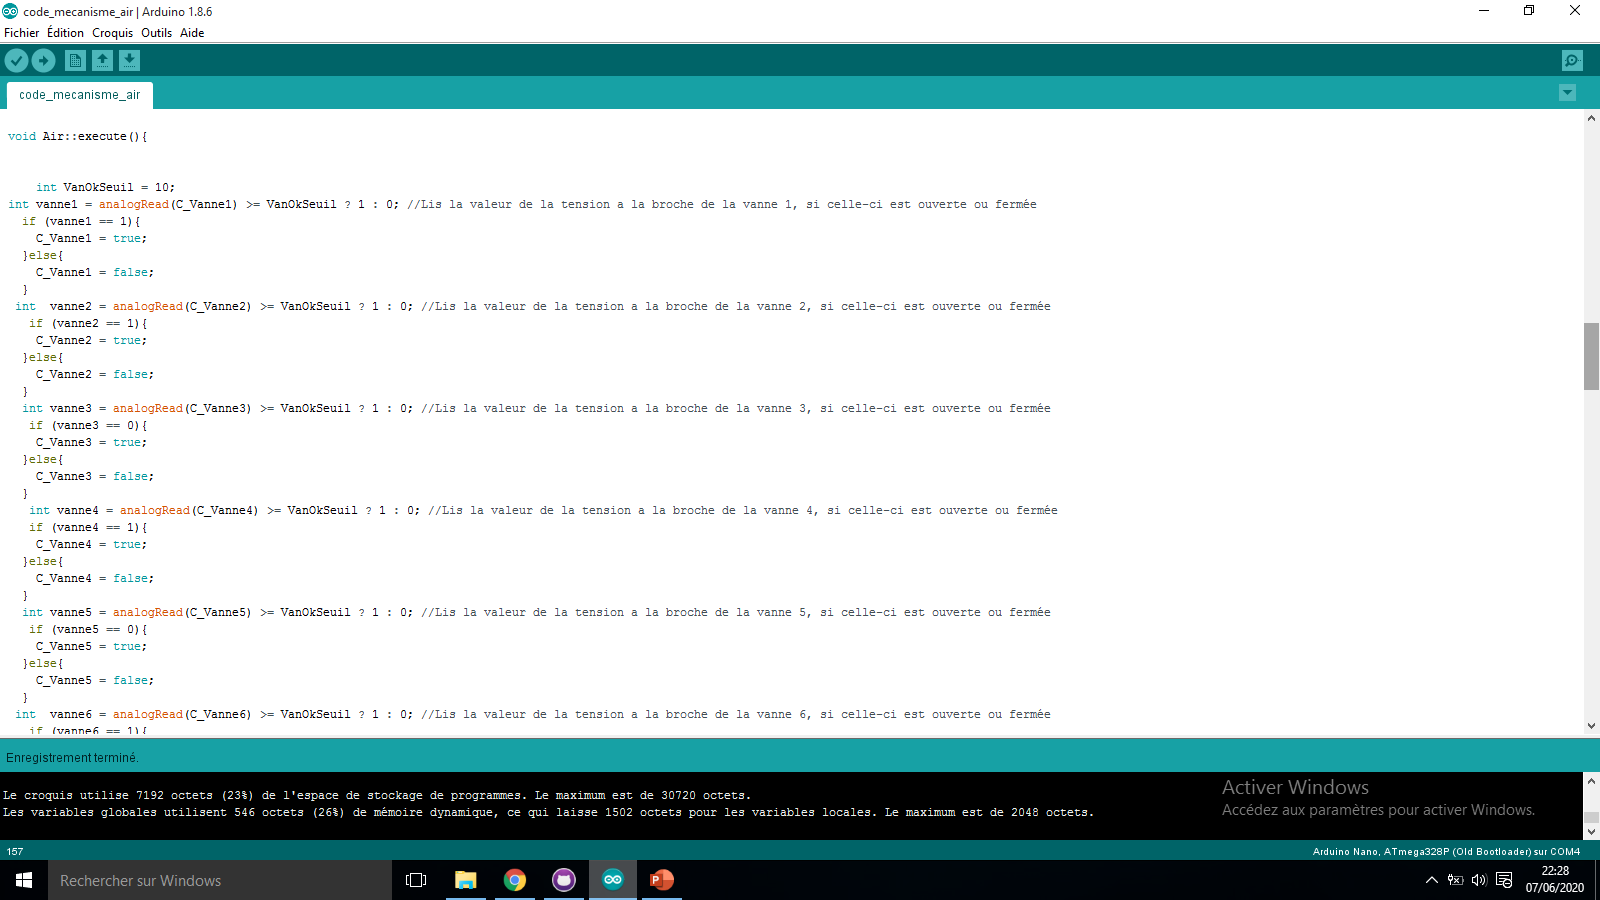 code_mecanisme_air | Arduino 1.8.6
Fichier Édition Croquis Outils Aide
code_mecanisme_air
void Air::execute(){
int VanOkSeuil = 10;
int vanne1 = analogRead(C_Vanne1) >= VanOkSeuil ? 1 : 0; //Lis la valeur de la tension a la broche de la vanne 1, si celle-ci est ouverte ou fermée
if (vanne1 == 1){
C_Vanne1 = true;
}else{
C_Vanne1 = false;
}
int  vanne2 = analogRead(C_Vanne2) >= VanOkSeuil ? 1 : 0; //Lis la valeur de la tension a la broche de la vanne 2, si celle-ci est ouverte ou fermée
if (vanne2 == 1){
C_Vanne2 = true;
}else{
C_Vanne2 = false;
}
int vanne3 = analogRead(C_Vanne3) >= VanOkSeuil ? 1 : 0; //Lis la valeur de la tension a la broche de la vanne 3, si celle-ci est ouverte ou fermée
if (vanne3 == 0){
C_Vanne3 = true;
}else{
C_Vanne3 = false;
}
int vanne4 = analogRead(C_Vanne4) >= VanOkSeuil ? 1 : 0; //Lis la valeur de la tension a la broche de la vanne 4, si celle-ci est ouverte ou fermée
if (vanne4 == 1){
C_Vanne4 = true;
}else{
C_Vanne4 = false;
}
int vanne5 = analogRead(C_Vanne5) >= VanOkSeuil ? 1 : 0; //Lis la valeur de la tension a la broche de la vanne 5, si celle-ci est ouverte ou fermée
if (vanne5 == 0){
C_Vanne5 = true;
}else{
C_Vanne5 = false;
}
int  vanne6 = analogRead(C_Vanne6) >= VanOkSeuil ? 1 : 0; //Lis la valeur de la tension a la broche de la vanne 6, si celle-ci est ouverte ou fermée
if (vanne6 == 1){
Enregistrement terminé.
Le croquis utilise 7192 octets (23%) de l'espace de stockage de programmes. Le maximum est de 30720 octets.
Les variables globales utilisent 546 octets (26%) de mémoire dynamique, ce qui laisse 1502 octets pour les variables locales. Le maximum est de 2048 octets.
Activer Windows
Accédez aux paramètres pour activer Windows.
157
Arduino Nano, ATmega328P (Old Bootloader) sur COM4
Rechercher sur Windows
22:28
07/06/2020